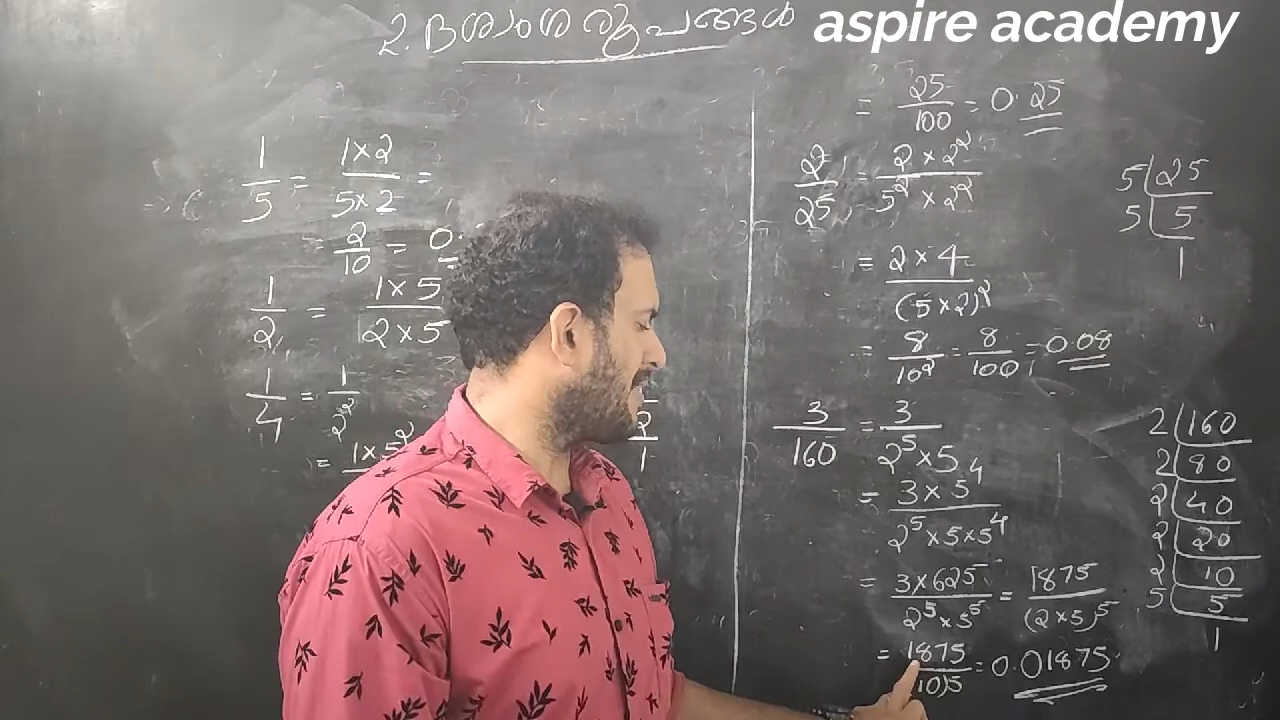 2. ദശാംശ രൂപങ്ങൾ
aspire academy
1/5 = 1×2/5×2 =
= 2/10 = 0.
1/2 = 1×5/2×5
1/4 = 1/2²
= 1×5²
2
1
= 25/100 = 0.25
2/25 = 2×2²/5²×2²
= 2×4/(5×2)²
= 8/10² = 8/100 = 0.08
3/160 = 3/2⁵×5
= 3×5⁴/2⁵×5×5⁴
= 3×625/2⁵×5⁵ = 1875/(2×5)⁵
= 1875/10)5 = 0.01875
5 25
5 5
1
2 160
2 80
2 40
2 20
2 10
5 5
1